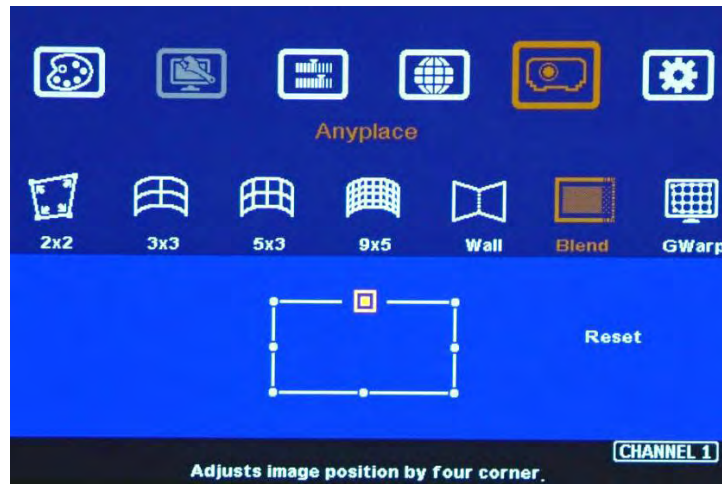 Anyplace
2x2 3x3 5x3 9x5 Wall Blend GWarp
Reset
CHANNEL 1
Adjusts image position by four corner.